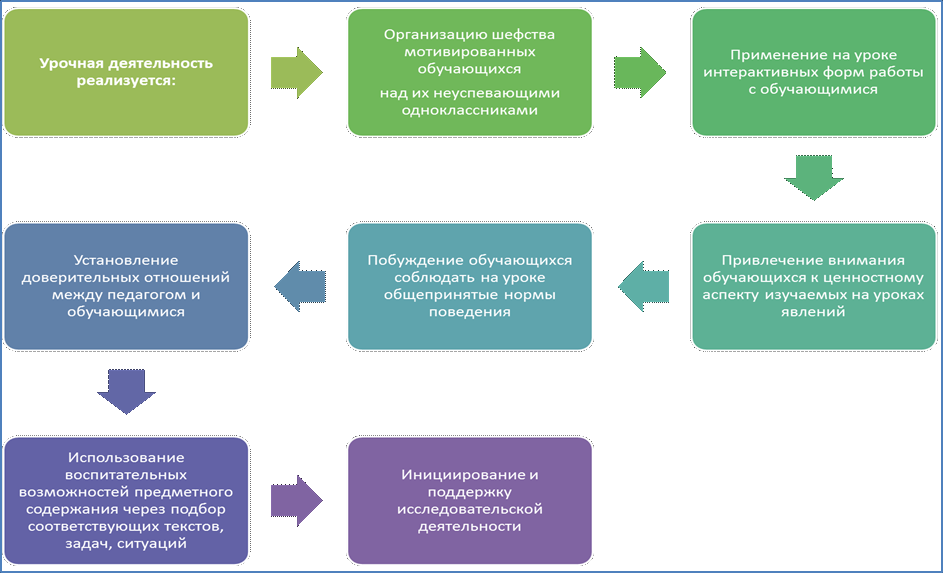 Урочная деятельность
реализуется:
Организацию шефства
мотивированных
обучающихся
над их неуспевающими
одноклассниками
Применение на уроке
интерактивных форм работы
с обучающимися
Привлечение внимания
обучающихся к ценностному
аспекту изучаемых на уроках
явлений
Побуждение обучающихся
соблюдать на уроке
общепринятые нормы
поведения
Установление
доверительных отношений
между педагогом и
обучающимися
Использование
воспитательных
возможностей предметного
содержания через подбор
соответствующих текстов,
задач, ситуаций
Инициирование и
поддержку
исследовательской
деятельности